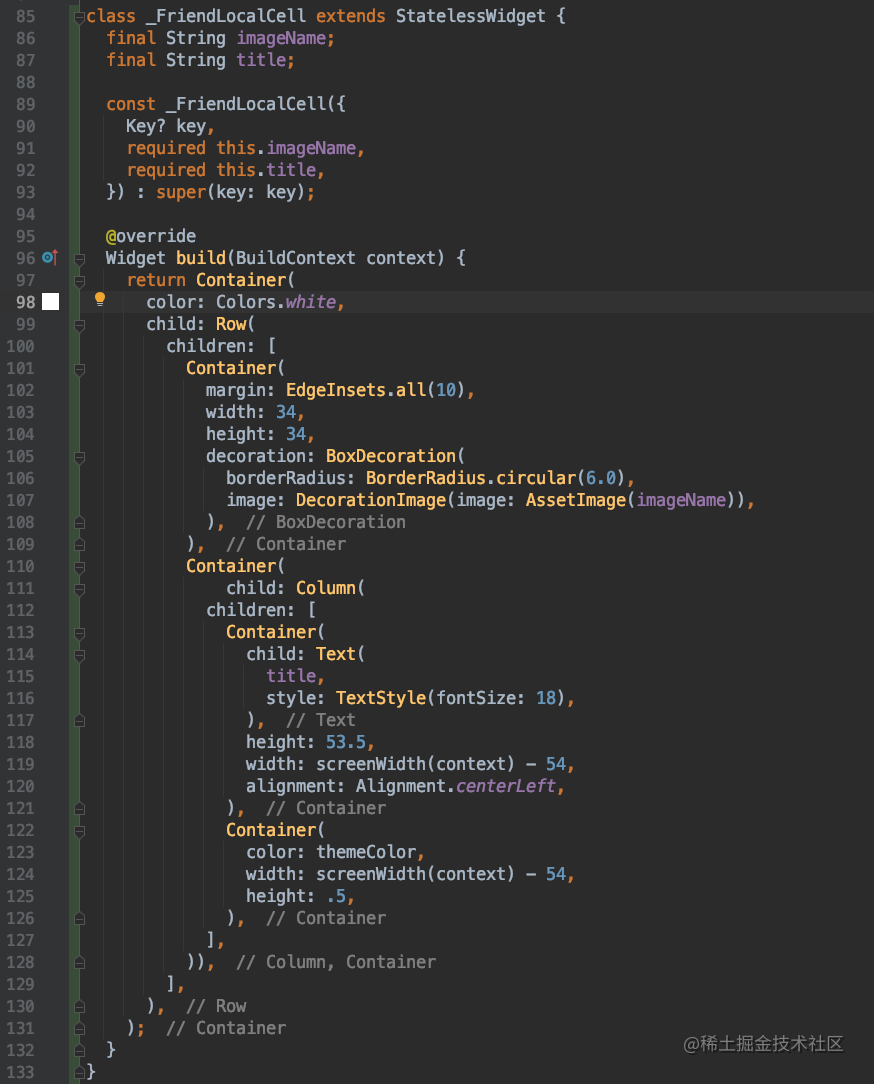 85 class _FriendLocalCell extends StatelessWidget {
86   final String imageName;
87   final String title;
88
89   const _FriendLocalCell({
90     Key? key,
91     required this.imageName,
92     required this.title,
93   }) : super(key: key);
94
95   @override
96   Widget build(BuildContext context) {
97     return Container(
98       color: Colors.white,
99       child: Row(
100         children: [
101           Container(
102             margin: EdgeInsets.all(10),
103             width: 34,
104             height: 34,
105             decoration: BoxDecoration(
106               borderRadius: BorderRadius.circular(6.0),
107               image: DecorationImage(image: AssetImage(imageName)),
108             ),  // BoxDecoration
109           ),  // Container
110           Container(
111               child: Column(
112             children: [
113               Container(
114                 child: Text(
115                   title,
116                   style: TextStyle(fontSize: 18),
117                 ),  // Text
118                 height: 53.5,
119                 width: screenWidth(context) - 54,
120                 alignment: Alignment.centerLeft,
121               ),  // Container
122               Container(
123                 color: themeColor,
124                 width: screenWidth(context) - 54,
125                 height: .5,
126               ),  // Container
127             ],
128           )),  // Column, Container
129         ],
130       ),  // Row
131     );  // Container
132   }
133 }
@稀土掘金技术社区